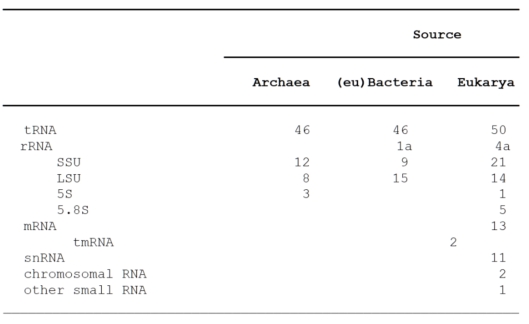 Source
Archaea (eu)Bacteria Eukarya
tRNA 46 46 50
rRNA 1a 4a
SSU 12 9 21
LSU 8 15 14
5S 3 1
5.8S 5
mRNA 13
tmRNA 2
snRNA 11
chromosomal RNA 2
other small RNA 1